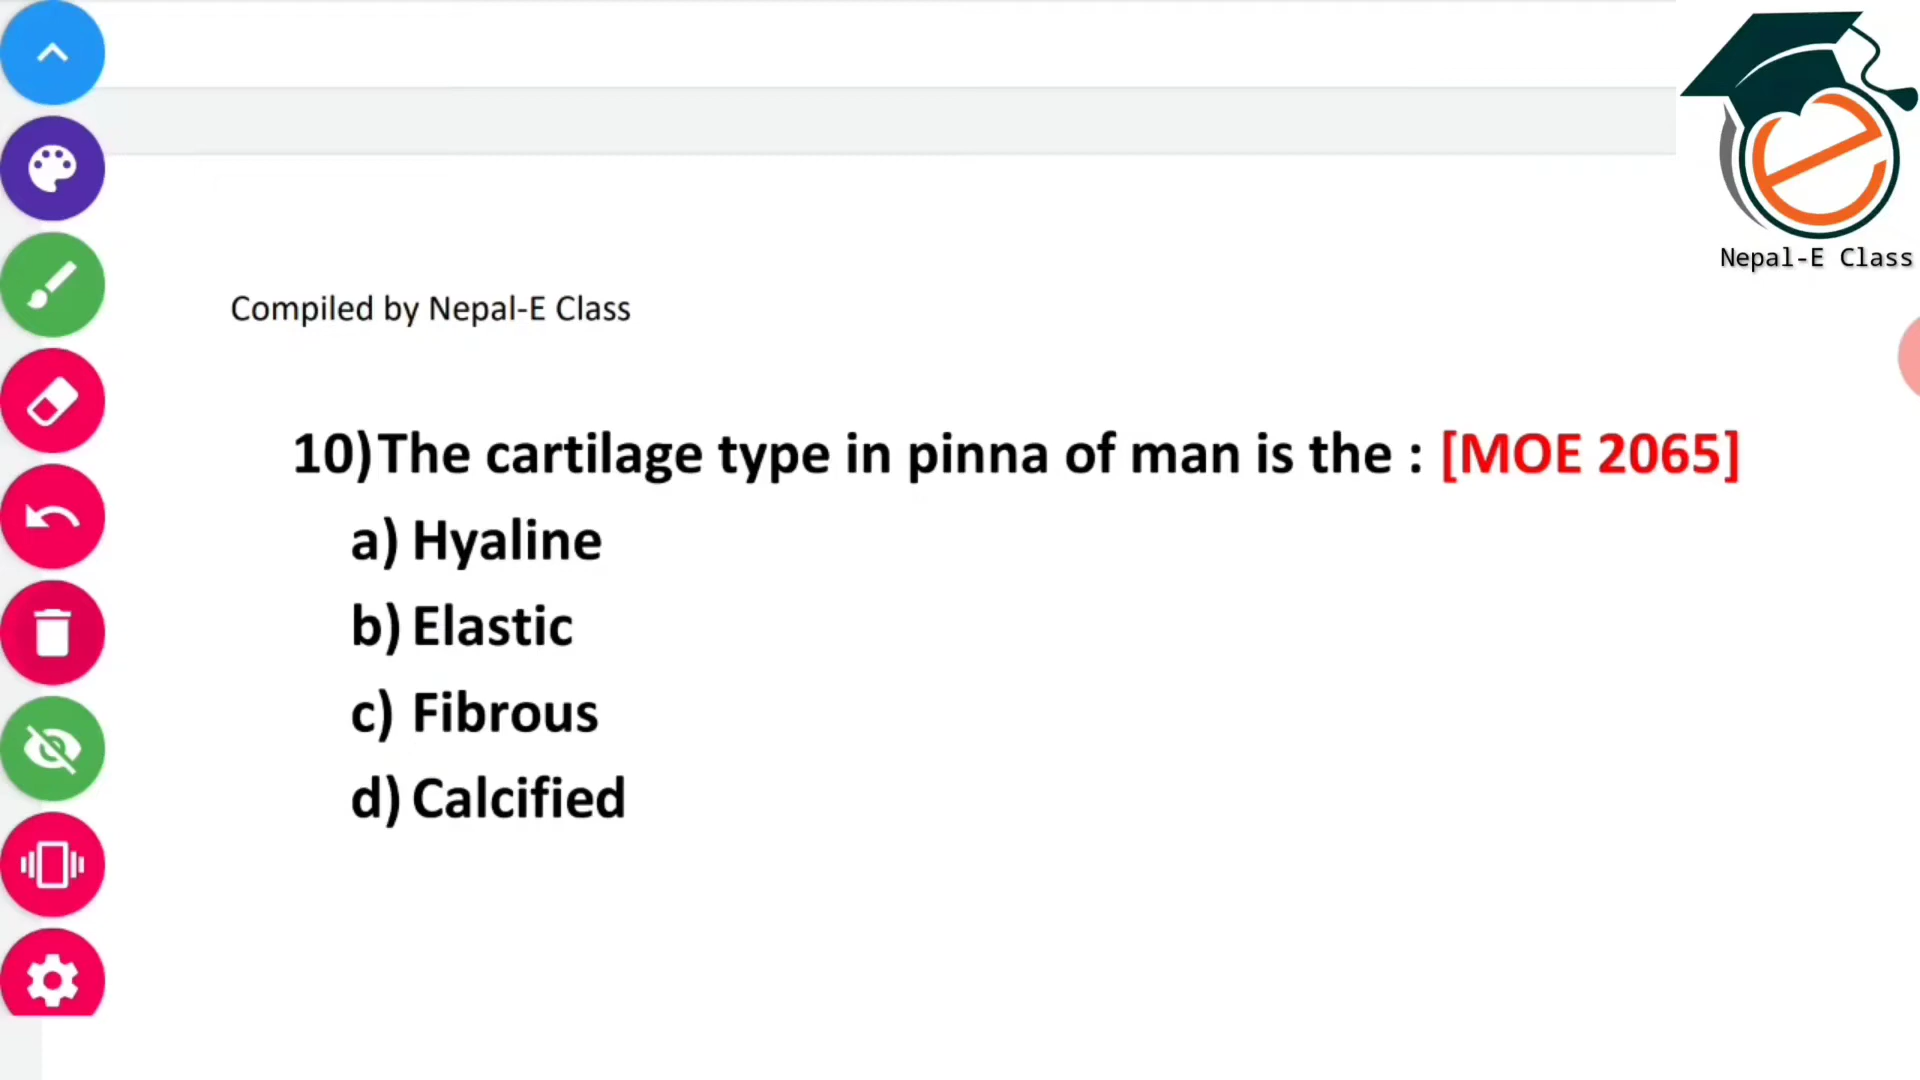 Nepal-E Class
Compiled by Nepal-E Class
10)The cartilage type in pinna of man is the : [MOE 2065]
a) Hyaline
b) Elastic
c) Fibrous
d) Calcified